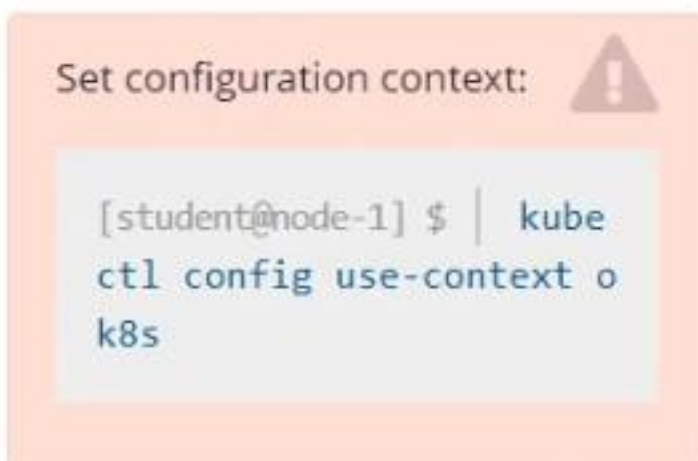 Set configuration context:
[student@node-1] $ | kube
ctl config use-context o
k8s